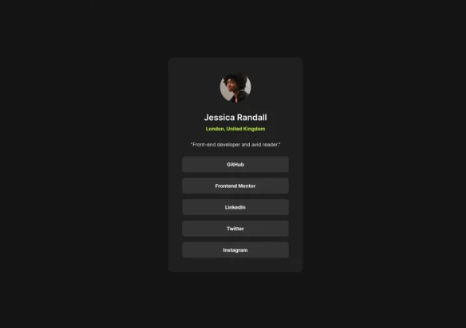 Jessica Randall
London, United Kingdom
"Front-end developer and avid reader."
GitHub
Frontend Mentor
LinkedIn
Twitter
Instagram